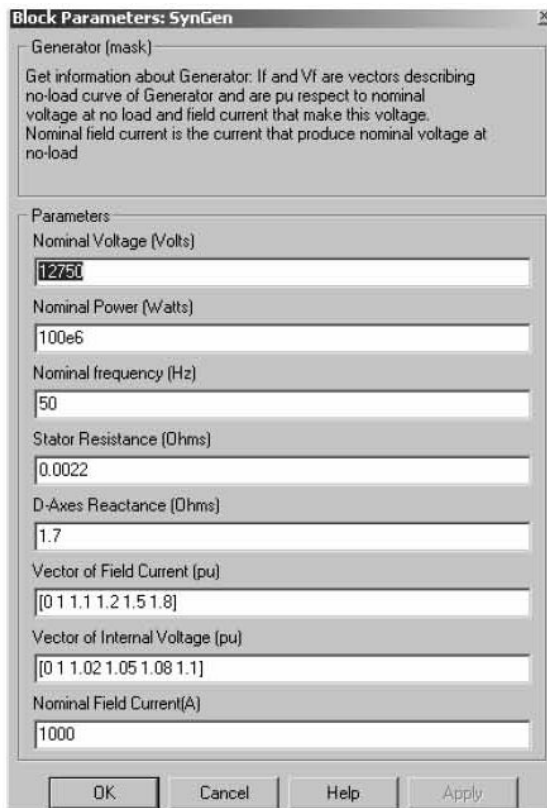 Block Parameters: SynGen
Generator (mask)
Get information about Generator: If and Vf are vectors describing
no-load curve of Generator and are pu respect to nominal
voltage at no load and field current that make this voltage.
Nominal field current is the current that produce nominal voltage at
no-load
Parameters
Nominal Voltage (Volts)
12750
Nominal Power (Watts)
100e6
Nominal frequency (Hz)
50
Stator Resistance (Ohms)
0.0022
D-Axes Reactance (Ohms)
1.7
Vector of Field Current (pu)
[0 1 1.1 1.2 1.5 1.8]
Vector of Internal Voltage (pu)
[0 1 1.02 1.05 1.08 1.1]
Nominal Field Current(A)
1000
OK Cancel Help Apply